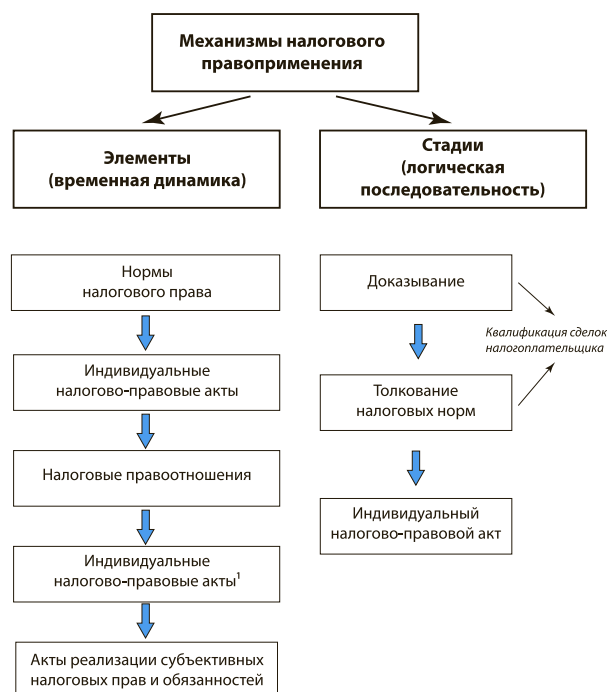 Механизмы налогового
правоприменения
Элементы
(временная динамика)
Стадии
(логическая
последовательность)
Нормы
налогового права
Индивидуальные
налогово-правовые акты
Налоговые правоотношения
Индивидуальные
налогово-правовые акты¹
Акты реализации субъективных
налоговых прав и обязанностей
Доказывание
Квалификация сделок
налогоплательщика
Толкование
налоговых норм
Индивидуальный
налогово-правовой акт